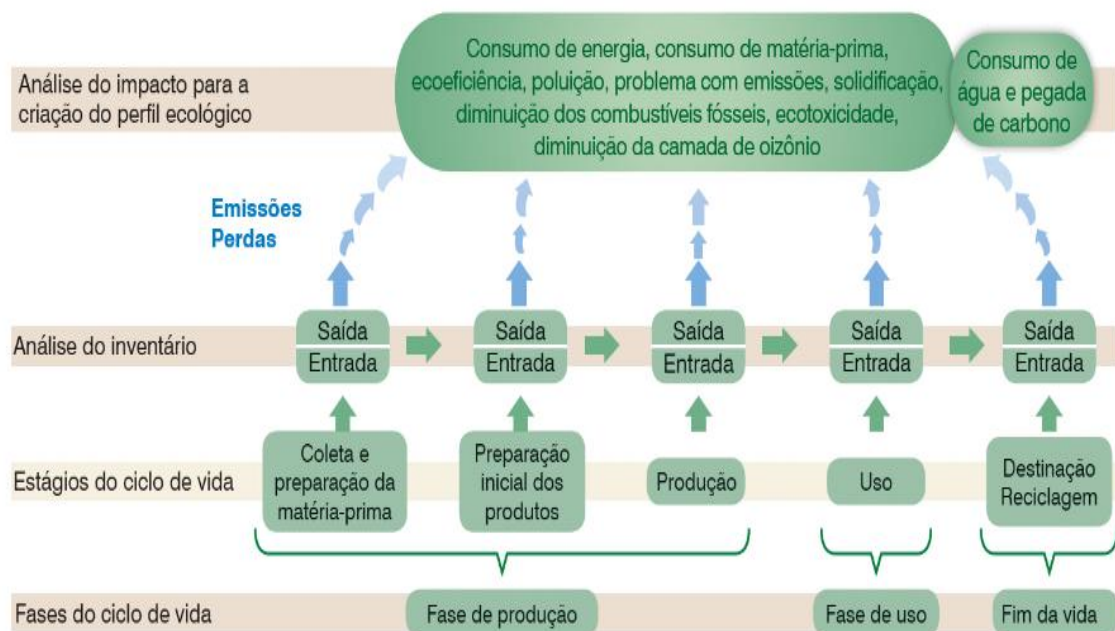 Análise do impacto para a
criação do perfil ecológico
Consumo de energia, consumo de matéria-prima,
ecoeficiência, poluição, problema com emissões, solidificação,
diminuição dos combustíveis fósseis, ecotoxicidade,
diminuição da camada de oizônio
Consumo de
água e pegada
de carbono
Emissões
Perdas
Análise do inventário
Saída
Entrada
Saída
Entrada
Saída
Entrada
Saída
Entrada
Saída
Entrada
Estágios do ciclo de vida
Coleta e
preparação da
matéria-prima
Preparação
inicial dos
produtos
Produção
Uso
Destinação
Reciclagem
Fases do ciclo de vida
Fase de produção
Fase de uso
Fim da vida